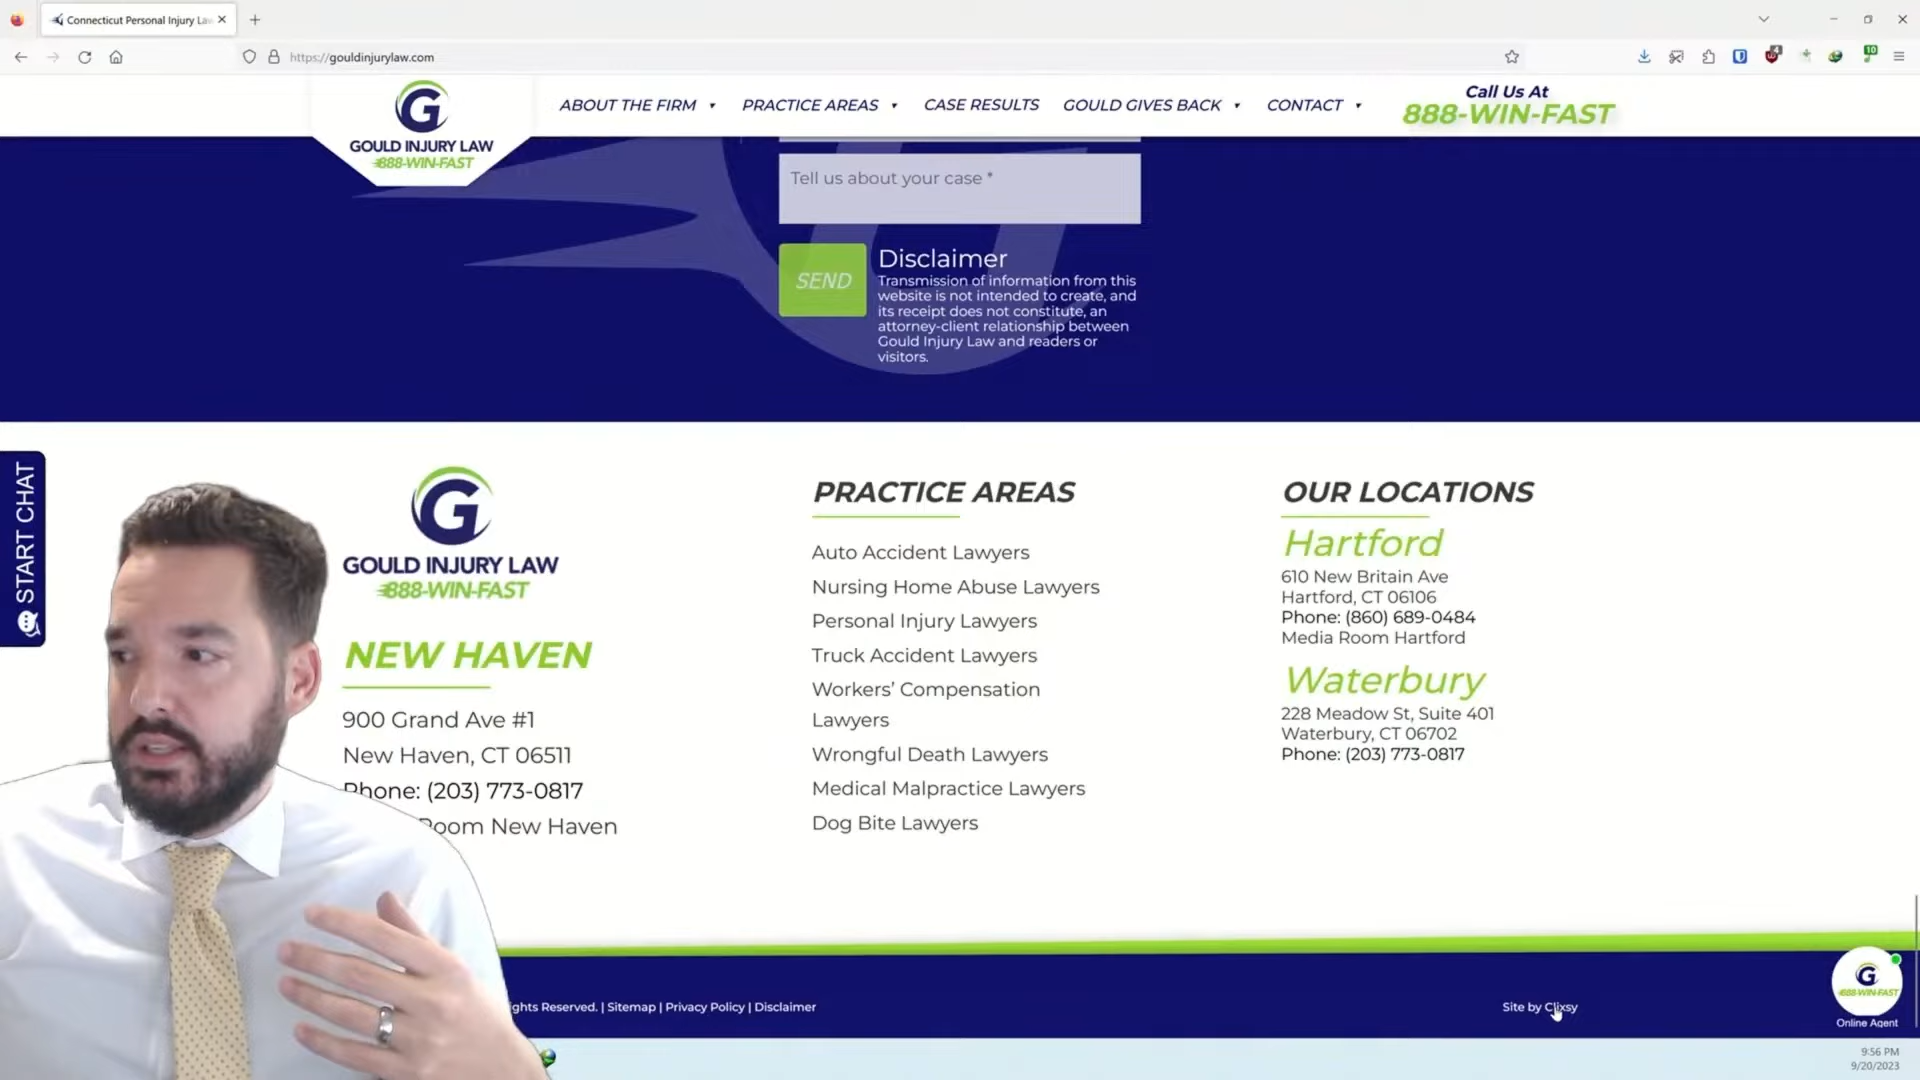 Connecticut Personal Injury La
https://gouldinjurylaw.com
4
10
GOULD INJURY LAW
888-WIN-FAST
ABOUT THE FIRM
PRACTICE AREAS
CASE RESULTS
GOULD GIVES BACK
CONTACT
Call Us At
888-WIN-FAST
Tell us about your case *
SEND
Disclaimer
Transmission of information from this
website is not intended to create, and
its receipt does not constitute, an
attorney-client relationship between
Gould Injury Law and readers or
visitors.
START CHAT
G
GOULD INJURY LAW
888-WIN-FAST
NEW HAVEN
900 Grand Ave #1
New Haven, CT 06511
Phone: (203) 773-0817
Room New Haven
PRACTICE AREAS
Auto Accident Lawyers
Nursing Home Abuse Lawyers
Personal Injury Lawyers
Truck Accident Lawyers
Workers' Compensation
Lawyers
Wrongful Death Lawyers
Medical Malpractice Lawyers
Dog Bite Lawyers
OUR LOCATIONS
Hartford
610 New Britain Ave
Hartford, CT 06106
Phone: (860) 689-0484
Media Room Hartford
Waterbury
228 Meadow St, Suite 401
Waterbury, CT 06702
Phone: (203) 773-0817
ights Reserved. | Sitemap | Privacy Policy | Disclaimer
Site by Clixsy
G
888-WIN-FAST
Online Agent
9:56 PM
9/20/2023